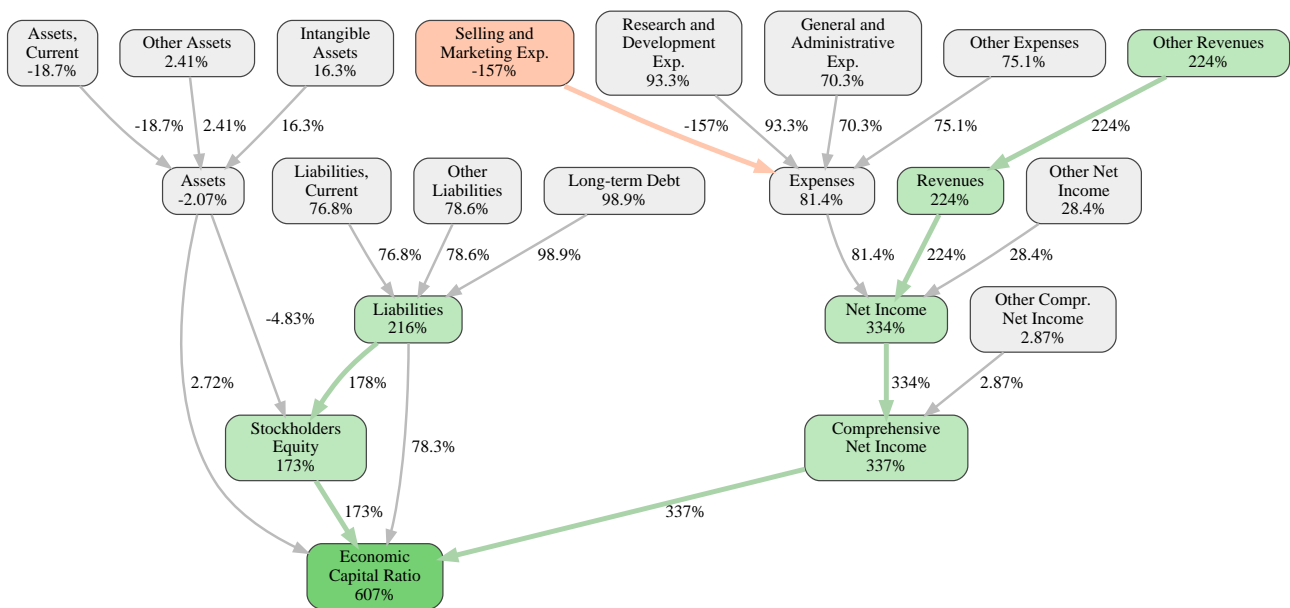 Assets,
Current
-18.7%
Other Assets
2.41%
Intangible
Assets
16.3%
Selling and
Marketing Exp.
-157%
Research and
Development
Exp.
93.3%
General and
Administrative
Exp.
70.3%
Other Expenses
75.1%
Other Revenues
224%
-18.7%
2.41%
16.3%
-157%
93.3%
70.3%
75.1%
224%
Assets
-2.07%
Liabilities,
Current
76.8%
Other
Liabilities
78.6%
Long-term Debt
98.9%
Expenses
81.4%
Revenues
224%
Other Net
Income
28.4%
76.8%
78.6%
98.9%
81.4%
224%
28.4%
-4.83%
Liabilities
216%
Net Income
334%
Other Compr.
Net Income
2.87%
2.72%
178%
334%
2.87%
Stockholders
Equity
173%
78.3%
Comprehensive
Net Income
337%
173%
337%
Economic
Capital Ratio
607%